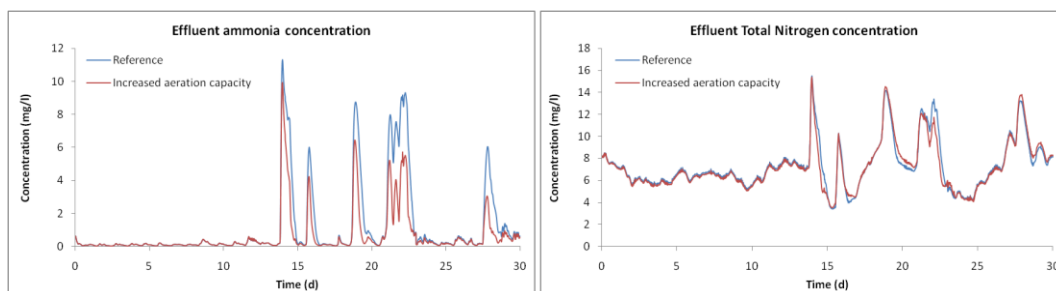 Effluent ammonia concentration
12
10
8
6
4
2
0
Concentration (mg/l)
Reference
Increased aeration capacity
0 5 10 15 20 25 30
Time (d)
Effluent Total Nitrogen concentration
18
16
14
12
10
8
6
4
2
0
Concentration (mg/l)
Reference
Increased aeration capacity
0 5 10 15 20 25 30
Time (d)